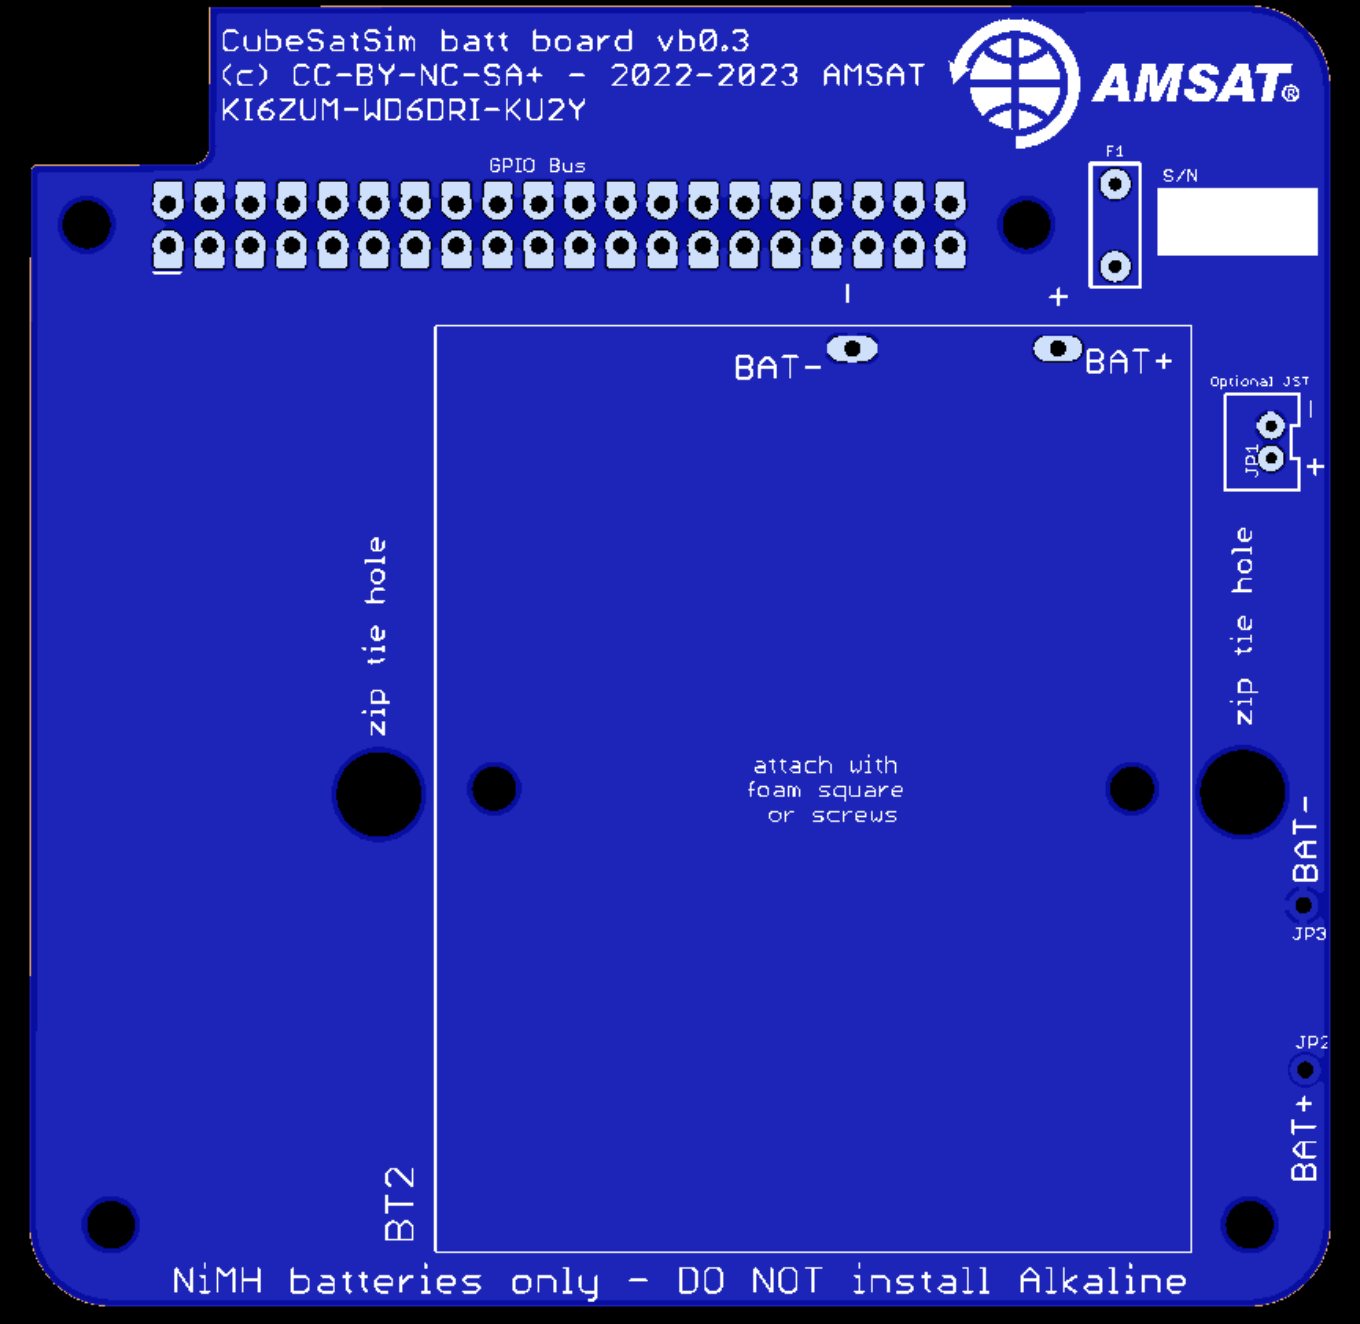 CubeSatSim batt board vb0.3
(c) CC-BY-NC-SA+ - 2022-2023 AMSAT
KI6ZUM-WD6DRI-KU2Y
AMSAT®
GPIO Bus
F1
S/N
-
+
BAT-
BAT+
Optional JST
-
JP1
+
zip tie hole
zip tie hole
attach with
foam square
or screws
BAT-
JP3
JP2
BAT+
BT2
NiMH batteries only - DO NOT install Alkaline